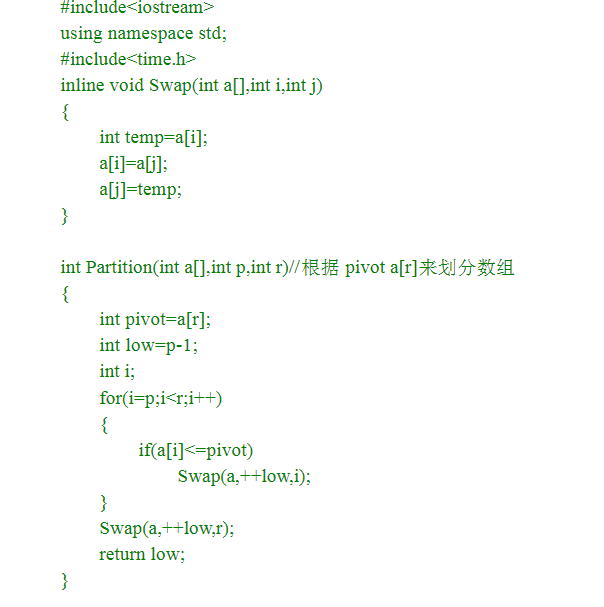 #include<iostream>
using namespace std;
#include<time.h>
inline void Swap(int a[],int i,int j)
{
int temp=a[i];
a[i]=a[j];
a[j]=temp;
}
int Partition(int a[],int p,int r)//根据 pivot a[r]来划分数组
{
int pivot=a[r];
int low=p-1;
int i;
for(i=p;i<r;i++)
{
if(a[i]<=pivot)
Swap(a,++low,i);
}
Swap(a,++low,r);
return low;
}